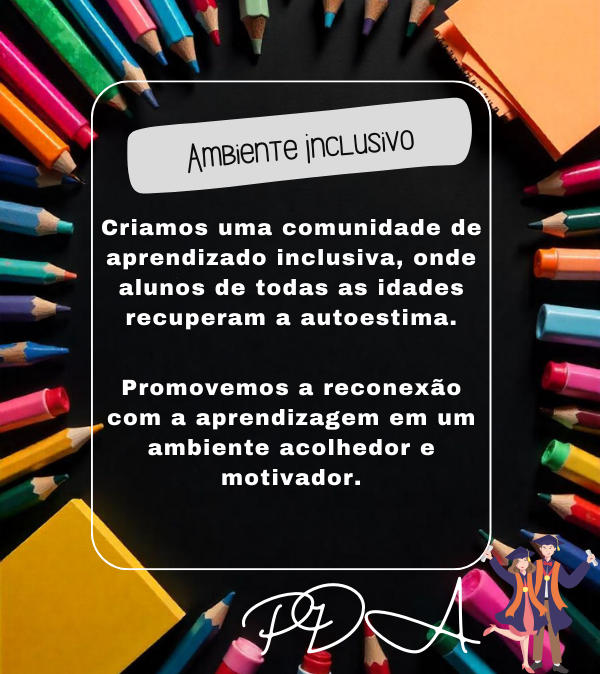 Ambiente inclusivo
Criamos uma comunidade de
aprendizado inclusiva, onde
alunos de todas as idades
recuperam a autoestima.
Promovemos a reconexão
com a aprendizagem em um
ambiente acolhedor e
motivador.
PDA